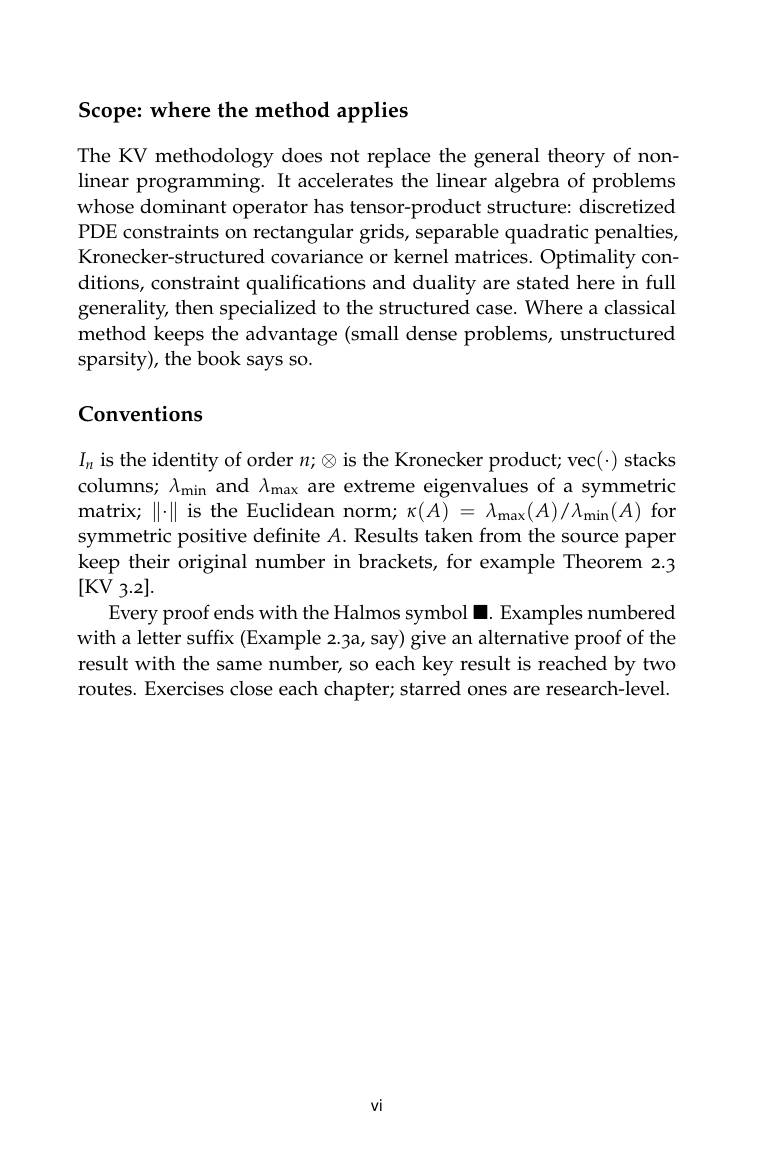 Scope: where the method applies
The KV methodology does not replace the general theory of non-
linear programming. It accelerates the linear algebra of problems
whose dominant operator has tensor-product structure: discretized
PDE constraints on rectangular grids, separable quadratic penalties,
Kronecker-structured covariance or kernel matrices. Optimality con-
ditions, constraint qualifications and duality are stated here in full
generality, then specialized to the structured case. Where a classical
method keeps the advantage (small dense problems, unstructured
sparsity), the book says so.
Conventions
Iₙ is the identity of order n; ⊗ is the Kronecker product; vec(·) stacks
columns; λmin and λmax are extreme eigenvalues of a symmetric
matrix; ‖·‖ is the Euclidean norm; κ(A) = λmax(A)/λmin(A) for
symmetric positive definite A. Results taken from the source paper
keep their original number in brackets, for example Theorem 2.3
[KV 3.2].
Every proof ends with the Halmos symbol ■. Examples numbered
with a letter suffix (Example 2.3a, say) give an alternative proof of the
result with the same number, so each key result is reached by two
routes. Exercises close each chapter; starred ones are research-level.
vi